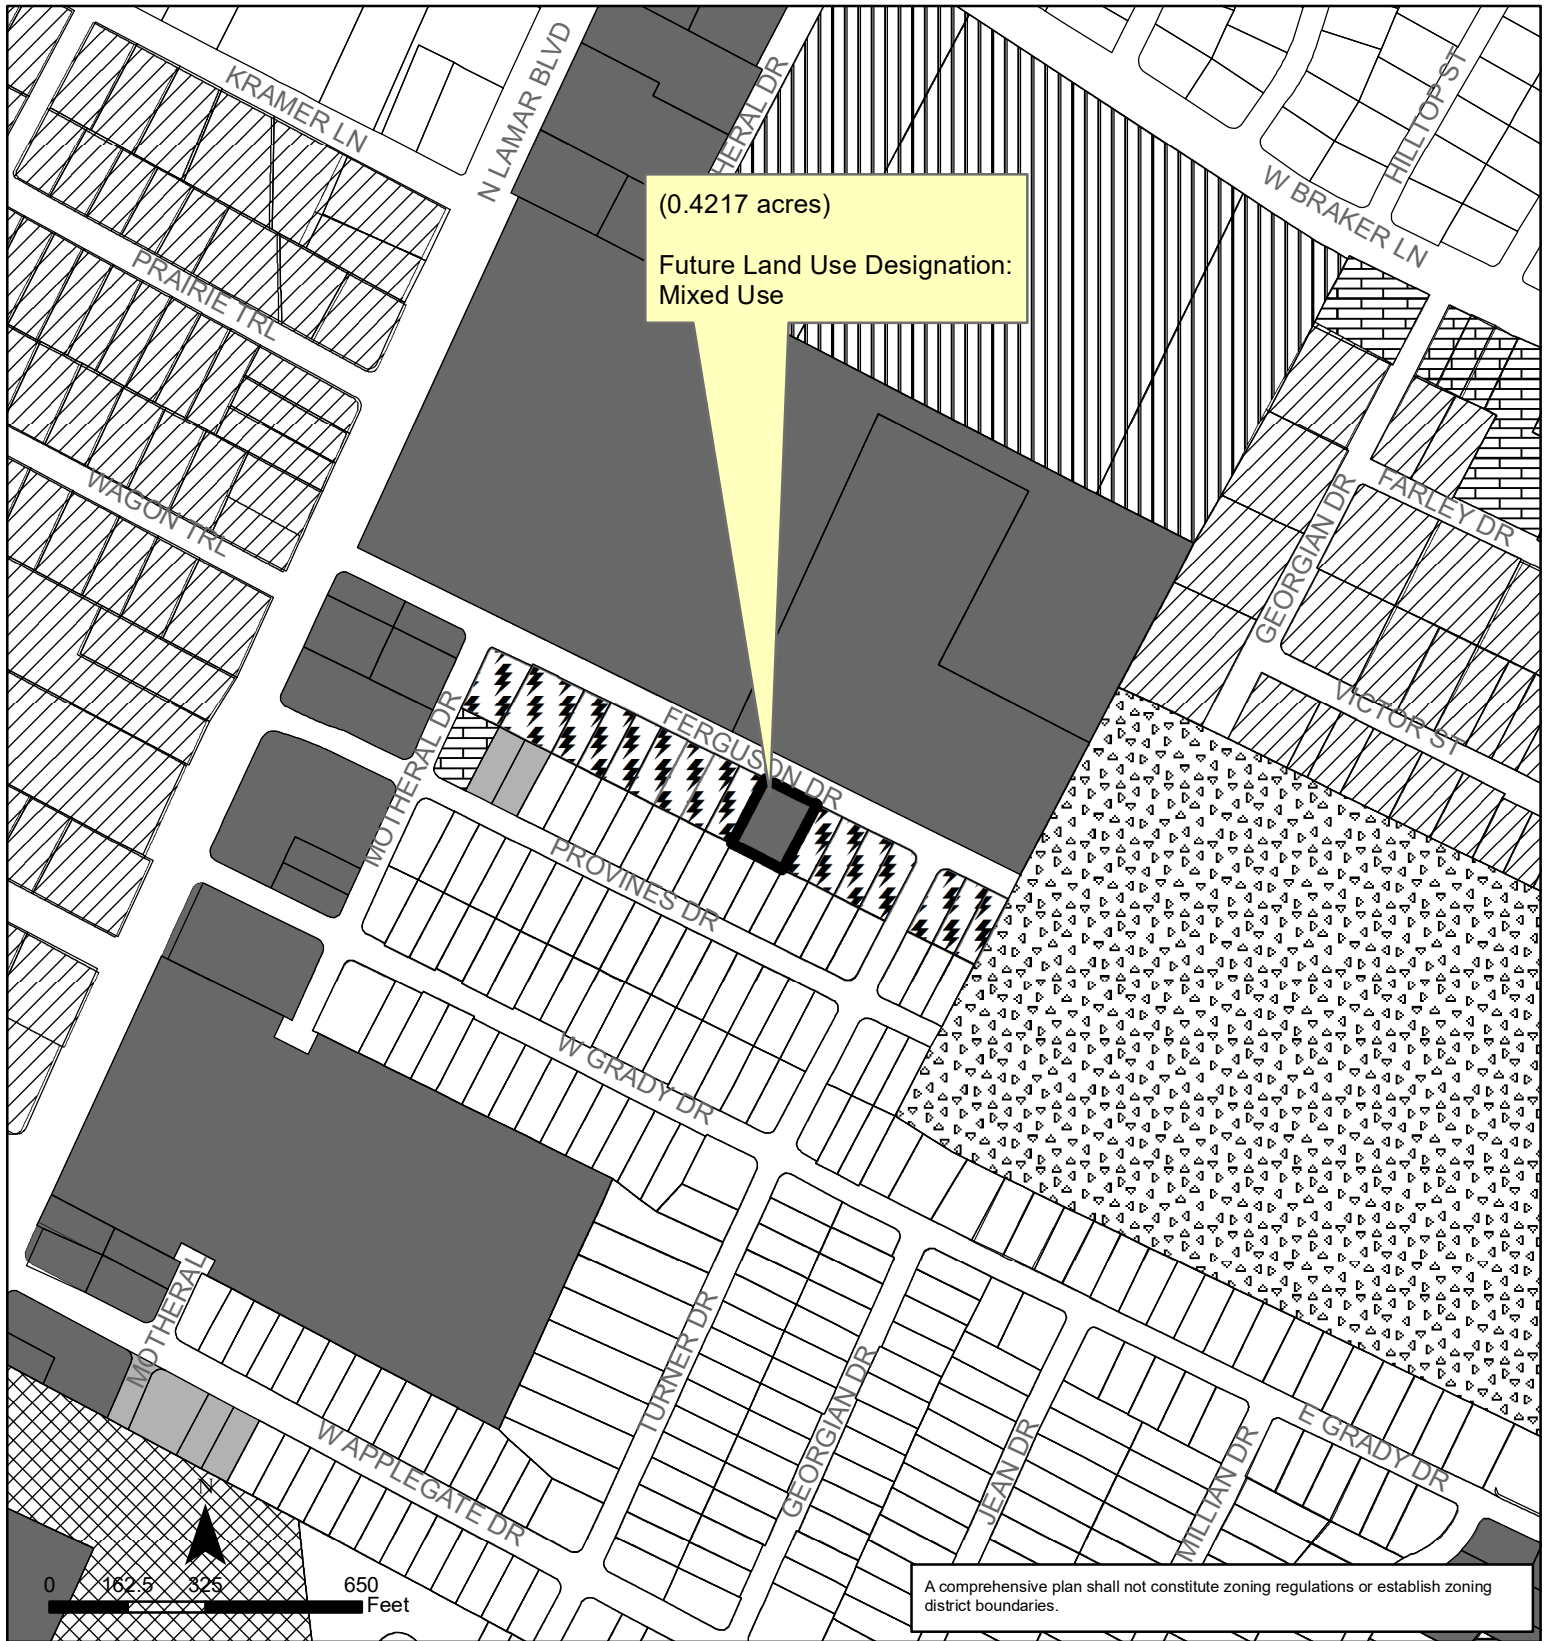 KRAMER LN
N LAMAR BLVD
HERAL DR
HILLTOP ST
W BRAKER LN
(0.4217 acres)
Future Land Use Designation:
Mixed Use
PRAIRIE TRL
WAGON TRL
FARLEY DR
GEORGIAN DR
VICTOR ST
FERGUSON DR
MOTHERAL DR
PROVINES DR
W GRADY DR
MOTHERAL
TURNER DR
GEORGIAN DR
W APPLEGATE DR
JEAN DR
MILLIAN DR
E GRADY DR
N
0 162.5 325 650
Feet
A comprehensive plan shall not constitute zoning regulations or establish zoning
district boundaries.